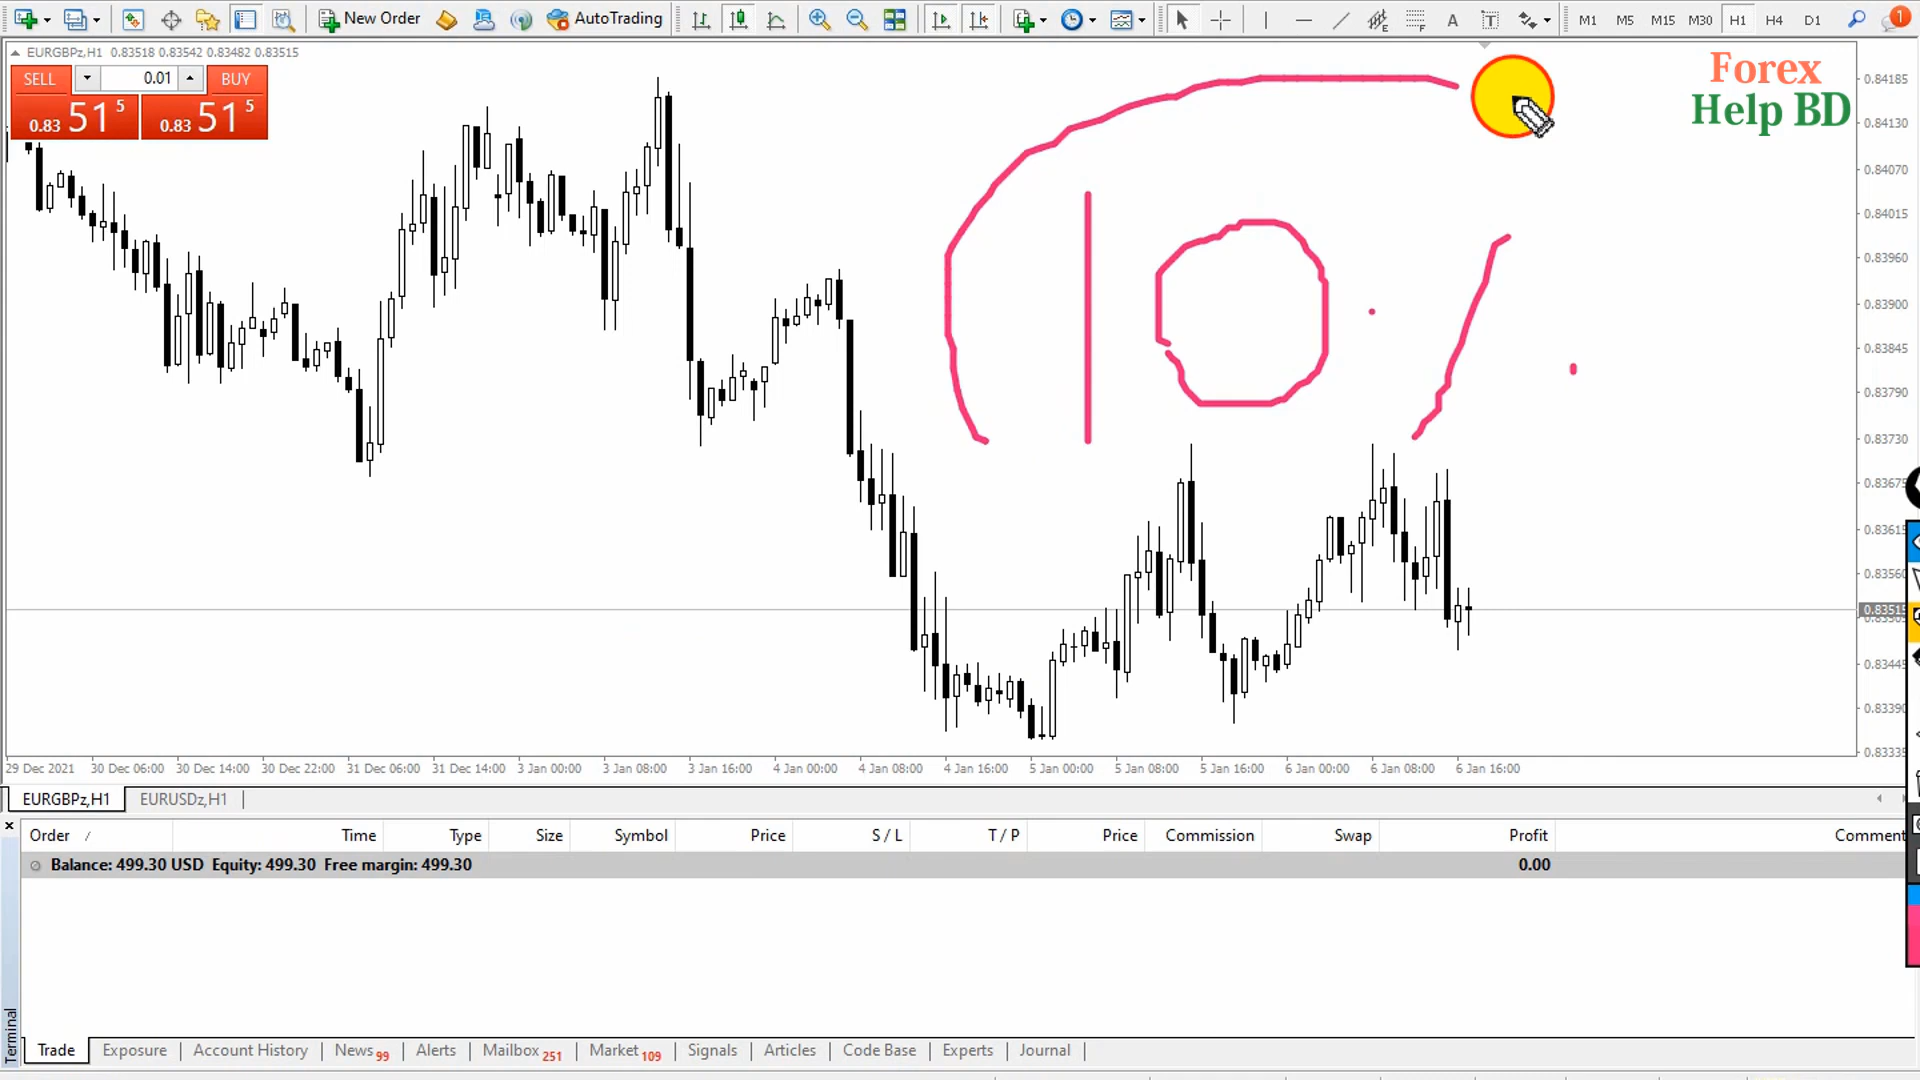 New Order AutoTrading A T M1 M5 M15 M30 H1 H4 D1 1
EURGBPz,H1 0.83518 0.83542 0.83482 0.83515
SELL 0.01 BUY
0.83 51 5 0.83 51 5
Forex
Help BD
10%
0.84185
0.84130
0.84070
0.84015
0.83960
0.83900
0.83845
0.83790
0.83730
0.83675
0.83615
0.83560
0.83515
0.83505
0.83445
0.83390
0.83335
29 Dec 2021 30 Dec 06:00 30 Dec 14:00 30 Dec 22:00 31 Dec 06:00 31 Dec 14:00 3 Jan 00:00 3 Jan 08:00 3 Jan 16:00 4 Jan 00:00 4 Jan 08:00 4 Jan 16:00 5 Jan 00:00 5 Jan 08:00 5 Jan 16:00 6 Jan 00:00 6 Jan 08:00 6 Jan 16:00
EURGBPz,H1 EURUSDz,H1
Order / Time Type Size Symbol Price S / L T / P Price Commission Swap Profit Comment
Balance: 499.30 USD Equity: 499.30 Free margin: 499.30 0.00
Terminal
Trade Exposure Account History News 99 Alerts Mailbox 251 Market 109 Signals Articles Code Base Experts Journal